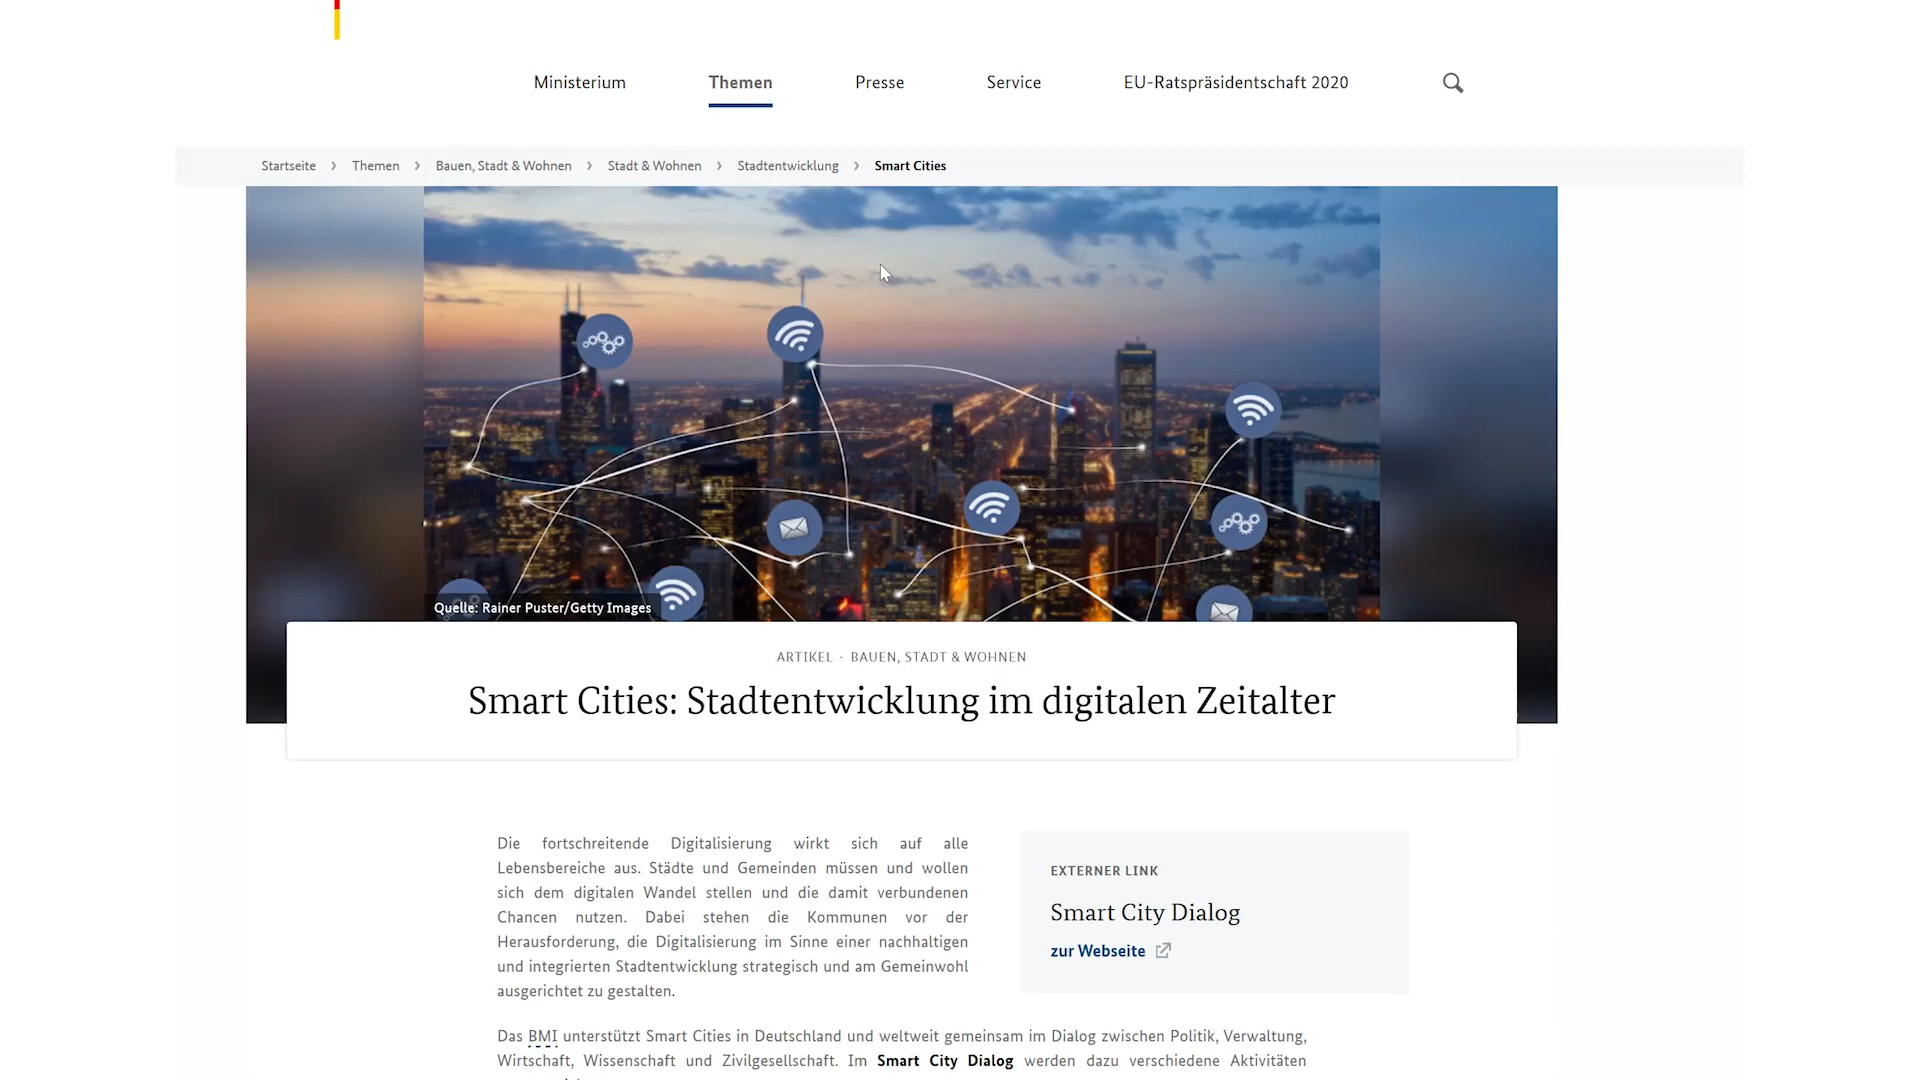 Ministerium Themen Presse Service EU-Ratspräsidentschaft 2020
Startseite > Themen > Bauen, Stadt & Wohnen > Stadt & Wohnen > Stadtentwicklung > Smart Cities
Quelle: Rainer Puster/Getty Images
ARTIKEL · BAUEN, STADT & WOHNEN
Smart Cities: Stadtentwicklung im digitalen Zeitalter
Die fortschreitende Digitalisierung wirkt sich auf alle
Lebensbereiche aus. Städte und Gemeinden müssen und wollen
sich dem digitalen Wandel stellen und die damit verbundenen
Chancen nutzen. Dabei stehen die Kommunen vor der
Herausforderung, die Digitalisierung im Sinne einer nachhaltigen
und integrierten Stadtentwicklung strategisch und am Gemeinwohl
ausgerichtet zu gestalten.
EXTERNER LINK
Smart City Dialog
zur Webseite
Das BMI unterstützt Smart Cities in Deutschland und weltweit gemeinsam im Dialog zwischen Politik, Verwaltung,
Wirtschaft, Wissenschaft und Zivilgesellschaft. Im Smart City Dialog werden dazu verschiedene Aktivitäten